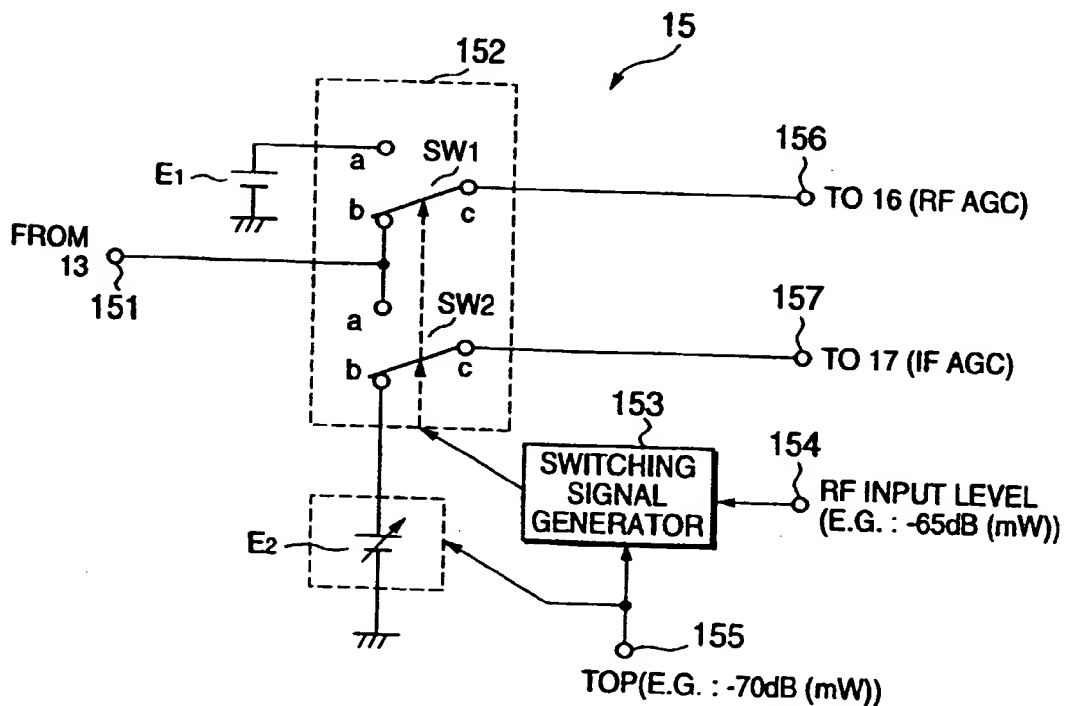 15
152
156
a
SW1
E1
b
c
TO 16 (RF AGC)
FROM
13
151
a
SW2
157
b
c
TO 17 (IF AGC)
153
154
SWITCHING
SIGNAL
GENERATOR
RF INPUT LEVEL
(E.G. : -65dB (mW))
E2
155
TOP(E.G. : -70dB (mW))